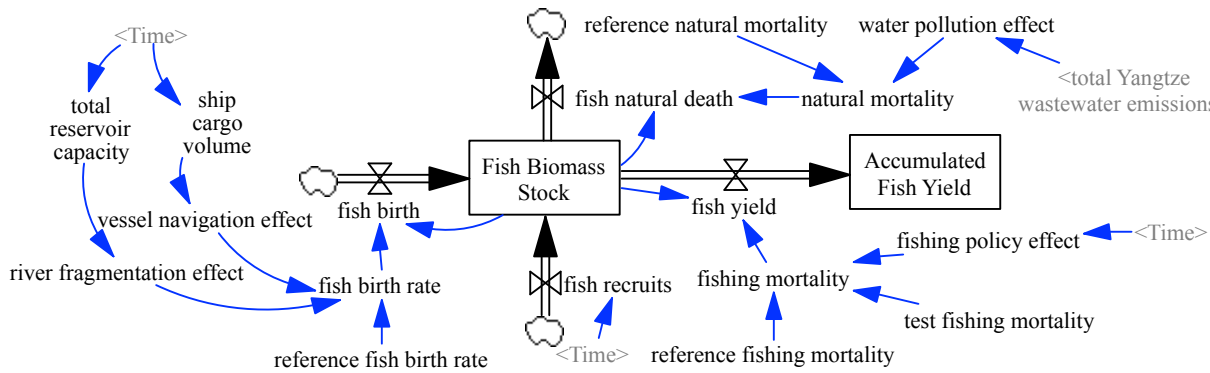 <Time>
reference natural mortality
water pollution effect
<total Yangtze
wastewater emissions
total
reservoir
capacity
ship
cargo
volume
fish natural death
natural mortality
Fish Biomass
Stock
Accumulated
Fish Yield
vessel navigation effect
fish birth
fish yield
fishing policy effect
<Time>
river fragmentation effect
fish birth rate
fish recruits
fishing mortality
test fishing mortality
reference fish birth rate
<Time>
reference fishing mortality